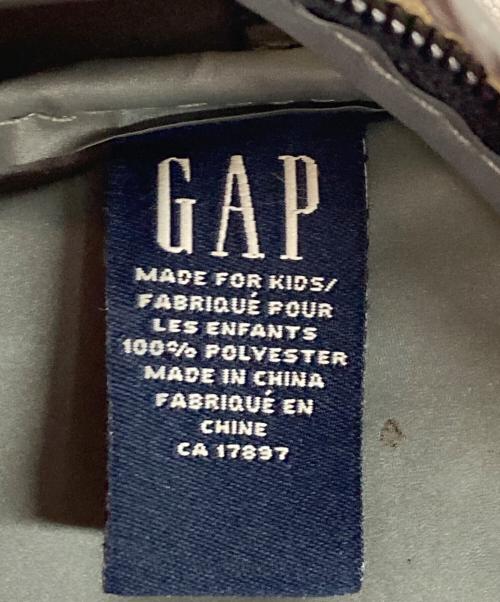 GAP
MADE FOR KIDS/
FABRIQUÉ POUR
LES ENFANTS
100% POLYESTER
MADE IN CHINA
FABRIQUÉ EN
CHINE
CA 17897